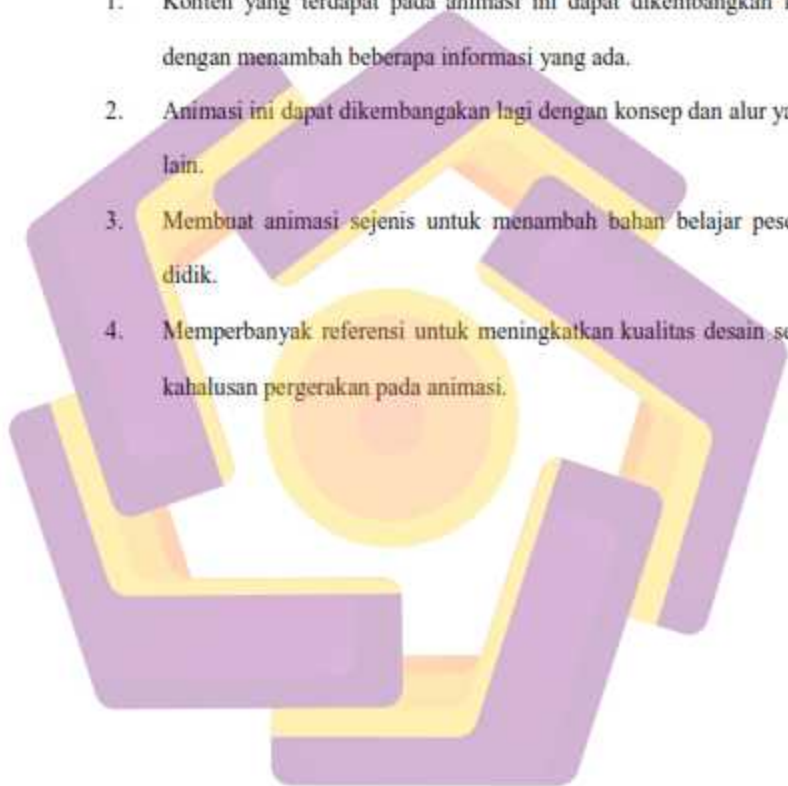 1. Konten yang terdapat pada animasi ini dapat dikembangkan
dengan menambah beberapa informasi yang ada.
2. Animasi ini dapat dikembangakan lagi dengan konsep dan alur
lain.
3. Membuat animasi sejenis untuk menambah bahan belajar
didik.
4. Memperbanyak referensi untuk meningkatkan kualitas desain
kahalusan pergerakan pada animasi.